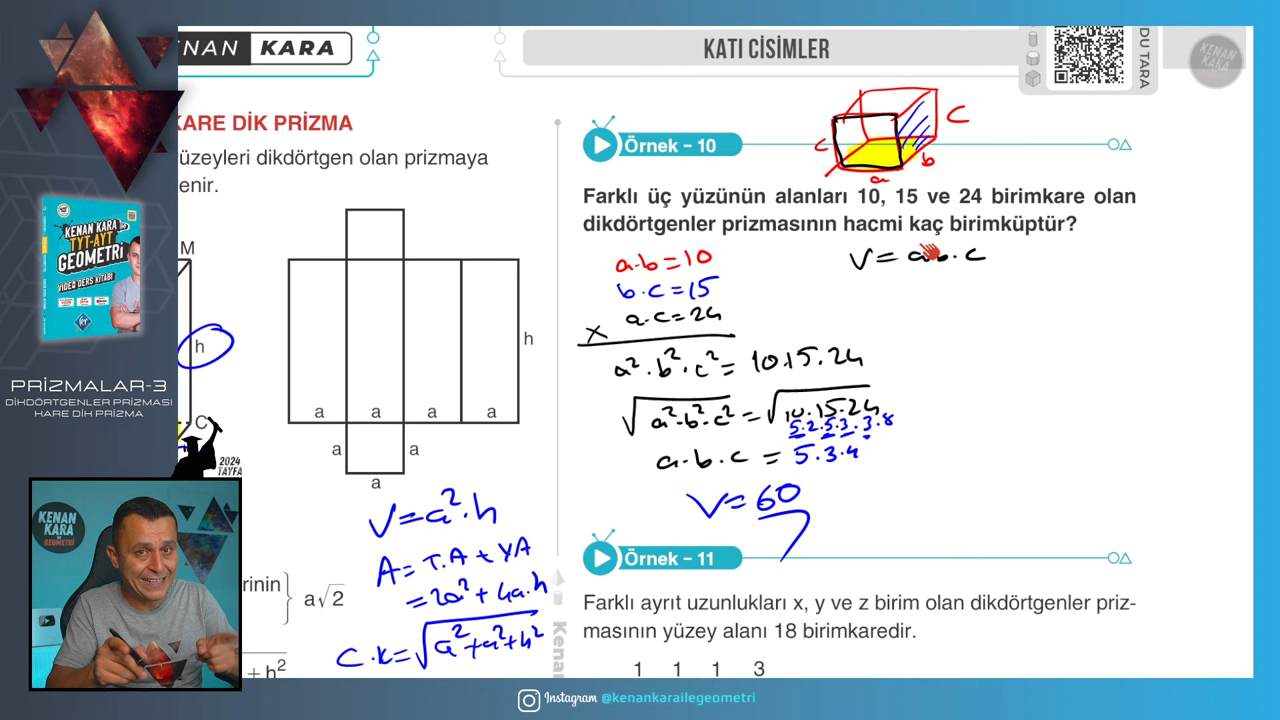 ENAN KARA
KATI CİSİMLER
DU TARA
KENAN KARA
KARE DİK PRİZMA
üzeyleri dikdörtgen olan prizmaya
enir.
M
h
C
h
a a a a
a a
a
V = a² · h
A = T.A + YA
= 2a² + 4a.h
C.K = √a² + a² + h²
rinin } a√2
+ h²
Örnek – 10
c
c
b
a
Farklı üç yüzünün alanları 10, 15 ve 24 birimkare olan
dikdörtgenler prizmasının hacmi kaç birimküptür?
V = a.b.c
a.b = 10
b.c = 15
a.c = 24
x
a² · b² · c² = 10.15.24
√a²·b²·c² = √10.15.24
5.2.5.3.3.8
a.b.c = 5.3.4
V = 60
Örnek – 11
Farklı ayrıt uzunlukları x, y ve z birim olan dikdörtgenler priz-
masının yüzey alanı 18 birimkaredir.
1 1 1 3
Kenan
KENAN KARA
TYT-AYT
GEOMETRİ
VİDEO DERS KİTABI
PRİZMALAR-3
DİKDÖRTGENLER PRİZMASI
KARE DİK PRİZMA
2024
TAYFA
KENAN
KARA
GEOMETRİ
Instagram @kenankarailegeometri